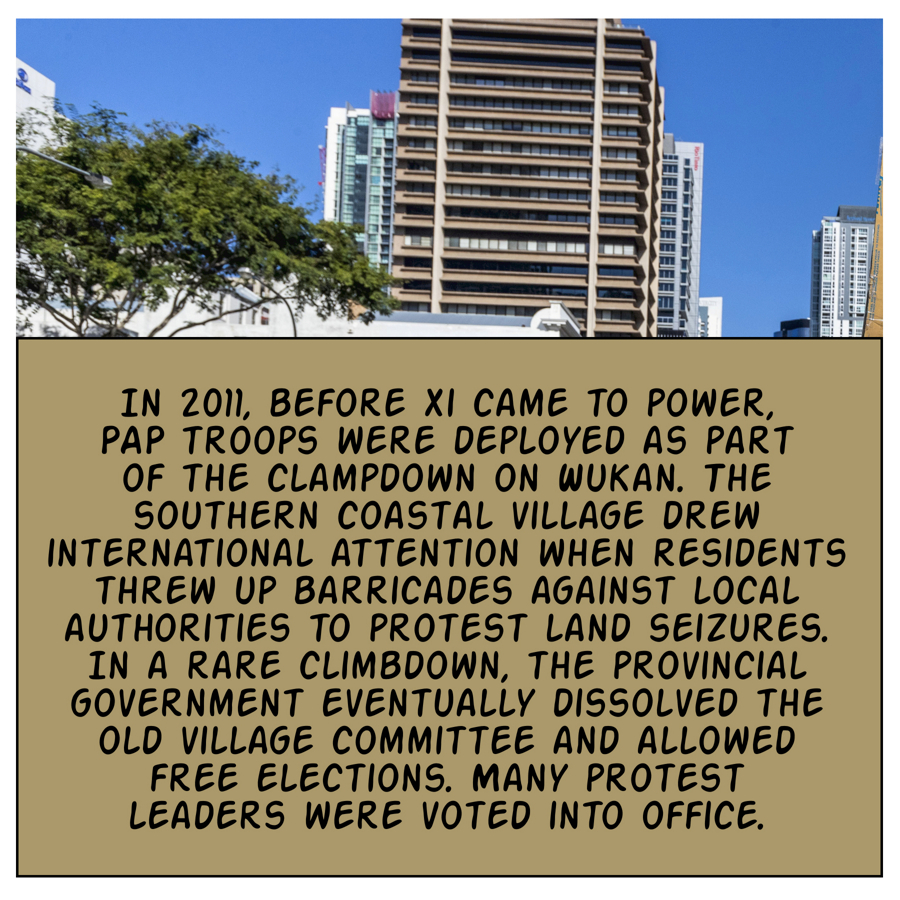 IN 2011, BEFORE XI CAME TO POWER,
PAP TROOPS WERE DEPLOYED AS PART
OF THE CLAMPDOWN ON WUKAN. THE
SOUTHERN COASTAL VILLAGE DREW
INTERNATIONAL ATTENTION WHEN RESIDENTS
THREW UP BARRICADES AGAINST LOCAL
AUTHORITIES TO PROTEST LAND SEIZURES.
IN A RARE CLIMBDOWN, THE PROVINCIAL
GOVERNMENT EVENTUALLY DISSOLVED THE
OLD VILLAGE COMMITTEE AND ALLOWED
FREE ELECTIONS. MANY PROTEST
LEADERS WERE VOTED INTO OFFICE.